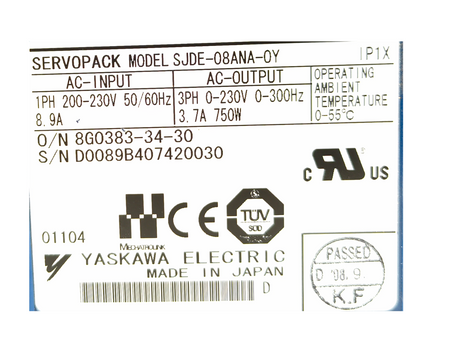 SERVOPACK MODEL SJDE-08ANA-OY IP1X
AC-INPUT AC-OUTPUT OPERATING AMBIENT TEMPERATURE 0-55°C
1PH 200-230V 50/60Hz 3PH 0-230V 0-300Hz
8.9A 3.7A 750W
O/N 8G0383-34-30
S/N D0089B407420030
C RU US
MECHATROLINK CE TÜV
01104
YASKAWA ELECTRIC
MADE IN JAPAN D
PASSED
D '08.9.
K.F